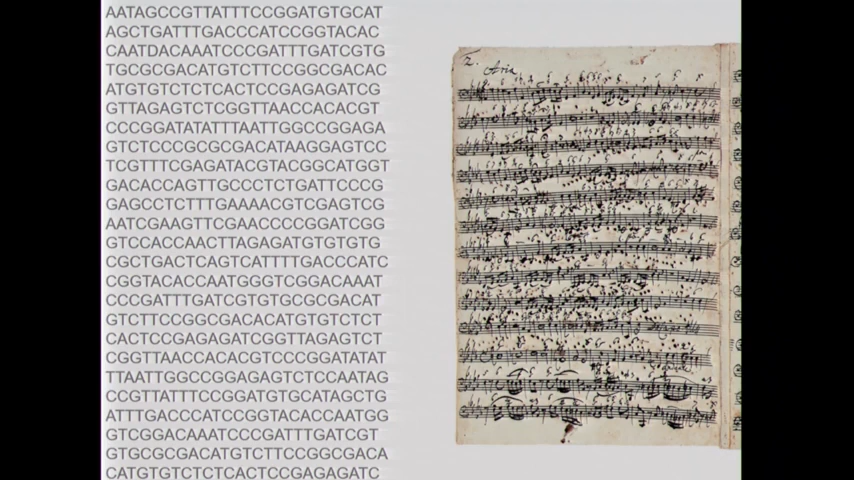 AATAGCCGTTATTTCCGGATGTGCAT
AGCTGATTTGACCCATCCGGTACAC
CAATDACAAATCCCGATTTGATCGTG
TGCGCGACATGTCTTCCGGCGACAC
ATGTGTCTCTCACTCCGAGAGATCG
GTTAGAGTCTCGGTTAACCACACGT
CCCGGATATATTTAATTGGCCGGAGA
GTCTCCCGCGCGACATAAGGAGTCC
TCGTTTCGAGATACGTACGGCATGGT
GACACCAGTTGCCCTCTGATTCCCG
GAGCCTCTTTGAAAACGTCGAGTCG
AATCGAAGTTCGAACCCCGGATCGG
GTCCACCAACTTAGAGATGTGTGTG
CGCTGACTCAGTCATTTTGACCCATC
CGGTACACCAATGGGTCGGACAAAT
CCCGATTTGATCGTGTGCGCGACAT
GTCTTCCGGCGACACATGTGTCTCT
CACTCCGAGAGATCGGTTAGAGTCT
CGGTTAACCACACGTCCCGGATATAT
TTAATTGGCCGGAGAGTCTCCAATAG
CCGTTATTTCCGGATGTGCATAGCTG
ATTTGACCCATCCGGTACACCAATGG
GTCGGACAAATCCCGATTTGATCGT
GTGCGCGACATGTCTTCCGGCGACA
CATGTGTCTCTCACTCCGAGAGATC
2.
Aria